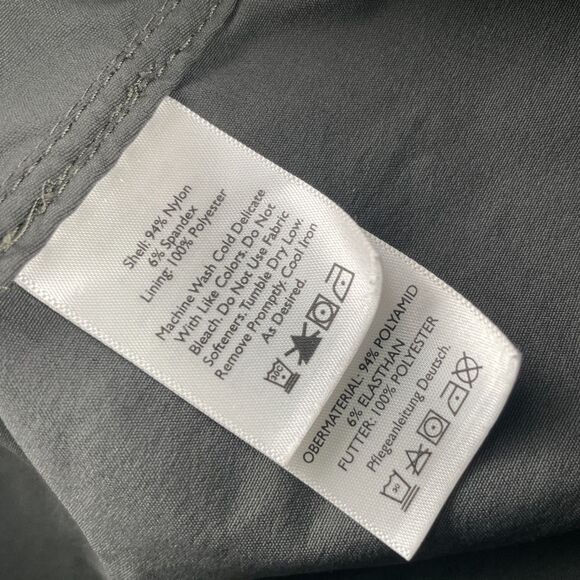 Shell: 94% Nylon
6% Spandex
Lining: 100% Polyester
Machine Wash Cold Delicate
With Like Colors. Do Not
Bleach. Do Not Use Fabric
Softeners. Tumble Dry Low.
Remove Promptly. Cool Iron
As Desired.
OBERMATERIAL: 94% POLYAMID
6% ELASTHAN
FUTTER: 100% POLYESTER
Pflegeanleitung Deutsch.